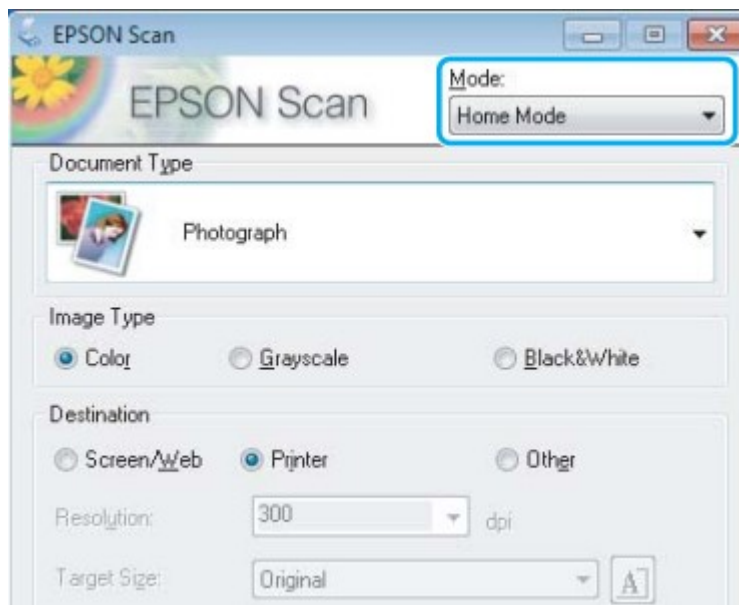 EPSON Scan
EPSON Scan
Mode:
Home Mode
Document Type
Photograph
Image Type
Color Grayscale Black&White
Destination
Screen/Web Printer Other
Resolution: 300 dpi
Target Size: Original A